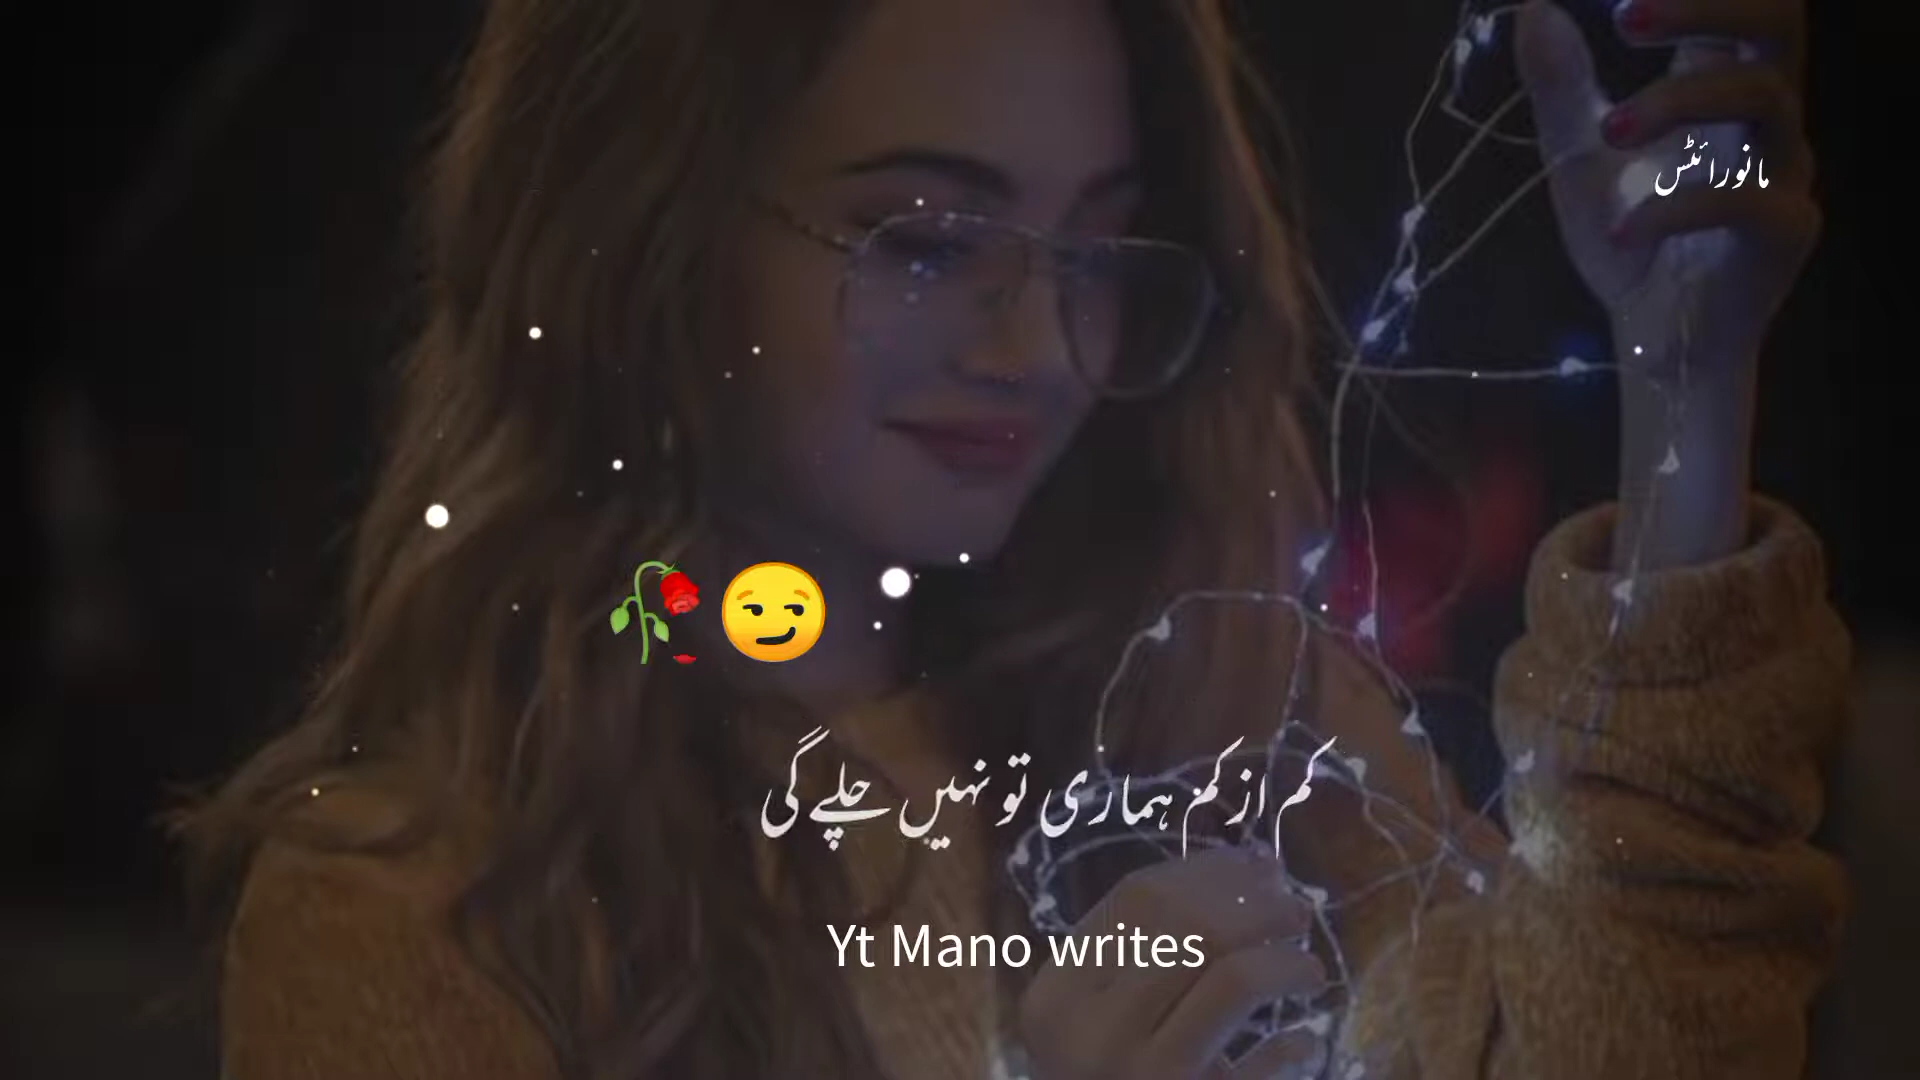 مانورائٹس
🥀😏
کم از کم ہماری تو نہیں چلے گی
Yt Mano writes